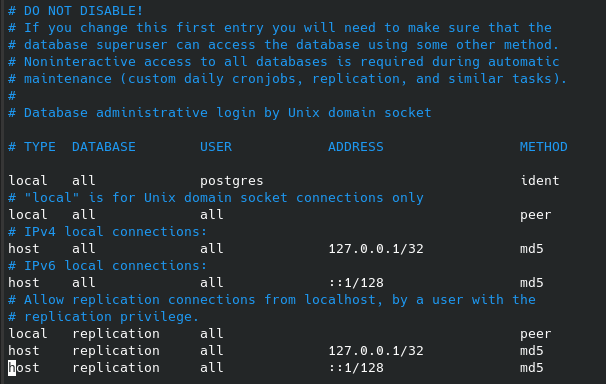 # DO NOT DISABLE!
# If you change this first entry you will need to make sure that the
# database superuser can access the database using some other method.
# Noninteractive access to all databases is required during automatic
# maintenance (custom daily cronjobs, replication, and similar tasks).
#
# Database administrative login by Unix domain socket
# TYPE  DATABASE        USER            ADDRESS                 METHOD
local   all             postgres                                ident
# "local" is for Unix domain socket connections only
local   all             all                                     peer
# IPv4 local connections:
host    all             all             127.0.0.1/32            md5
# IPv6 local connections:
host    all             all             ::1/128                 md5
# Allow replication connections from localhost, by a user with the
# replication privilege.
local   replication     all                                     peer
host    replication     all             127.0.0.1/32            md5
host    replication     all             ::1/128                 md5